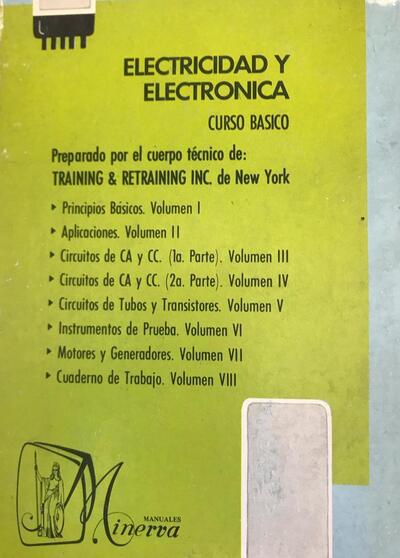 ELECTRICIDAD Y
ELECTRONICA
CURSO BASICO
Preparado por el cuerpo técnico de:
TRAINING & RETRAINING INC. de New York
Principios Básicos. Volumen I
Aplicaciones. Volumen II
Circuitos de CA y CC. (1a. Parte). Volumen III
Circuitos de CA y CC. (2a. Parte). Volumen IV
Circuitos de Tubos y Transistores. Volumen V
Instrumentos de Prueba. Volumen VI
Motores y Generadores. Volumen VII
Cuaderno de Trabajo. Volumen VIII
MANUALES
Minerva